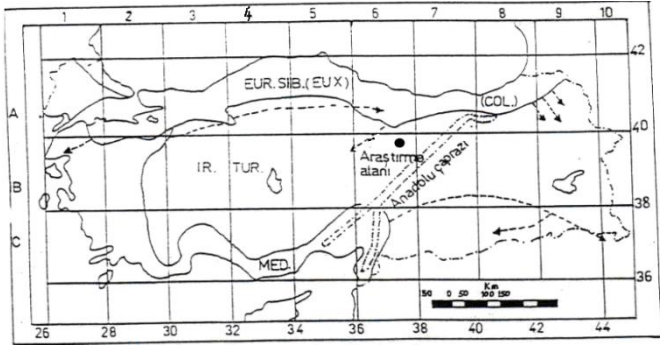 1 2 3 4 5 6 7 8 9 10
42
EUR.SIB.(EUX)
(COL.)
A
40
Araştırma
alanı
IR. TUR.
Anadolu çaprazı
B
38
C
MED.
36
Km
150 0 50 100 150
26 28 30 32 34 36 38 40 42 44